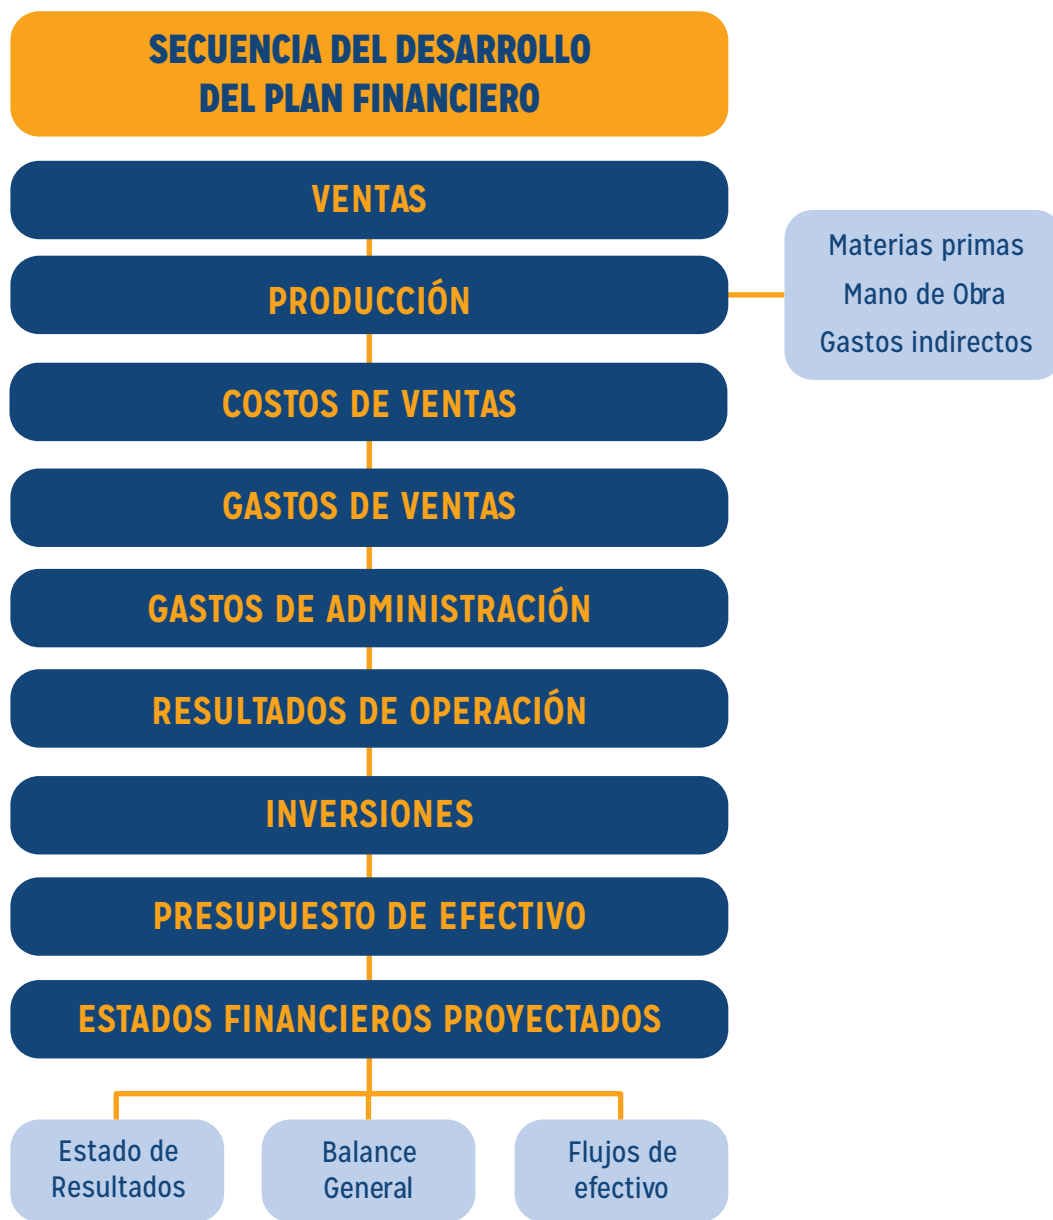 SECUENCIA DEL DESARROLLO
DEL PLAN FINANCIERO
VENTAS
PRODUCCIÓN
Materias primas
Mano de Obra
Gastos indirectos
COSTOS DE VENTAS
GASTOS DE VENTAS
GASTOS DE ADMINISTRACIÓN
RESULTADOS DE OPERACIÓN
INVERSIONES
PRESUPUESTO DE EFECTIVO
ESTADOS FINANCIEROS PROYECTADOS
Estado de
Resultados
Balance
General
Flujos de
efectivo